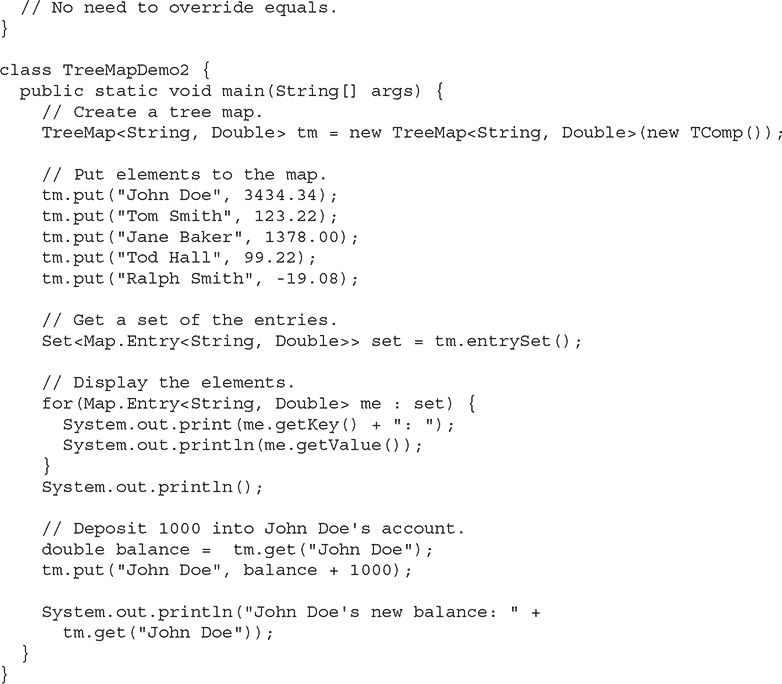 // No need to override equals.
}

class TreeMapDemo2 {
  public static void main(String[] args) {
    // Create a tree map.
    TreeMap<String, Double> tm = new TreeMap<String, Double>(new TComp());

    // Put elements to the map.
    tm.put("John Doe", 3434.34);
    tm.put("Tom Smith", 123.22);
    tm.put("Jane Baker", 1378.00);
    tm.put("Tod Hall", 99.22);
    tm.put("Ralph Smith", -19.08);

    // Get a set of the entries.
    Set<Map.Entry<String, Double>> set = tm.entrySet();

    // Display the elements.
    for(Map.Entry<String, Double> me : set) {
      System.out.print(me.getKey() + ": ");
      System.out.println(me.getValue());
    }
    System.out.println();

    // Deposit 1000 into John Doe's account.
    double balance =  tm.get("John Doe");
    tm.put("John Doe", balance + 1000);

    System.out.println("John Doe's new balance: " +
      tm.get("John Doe"));
  }
}